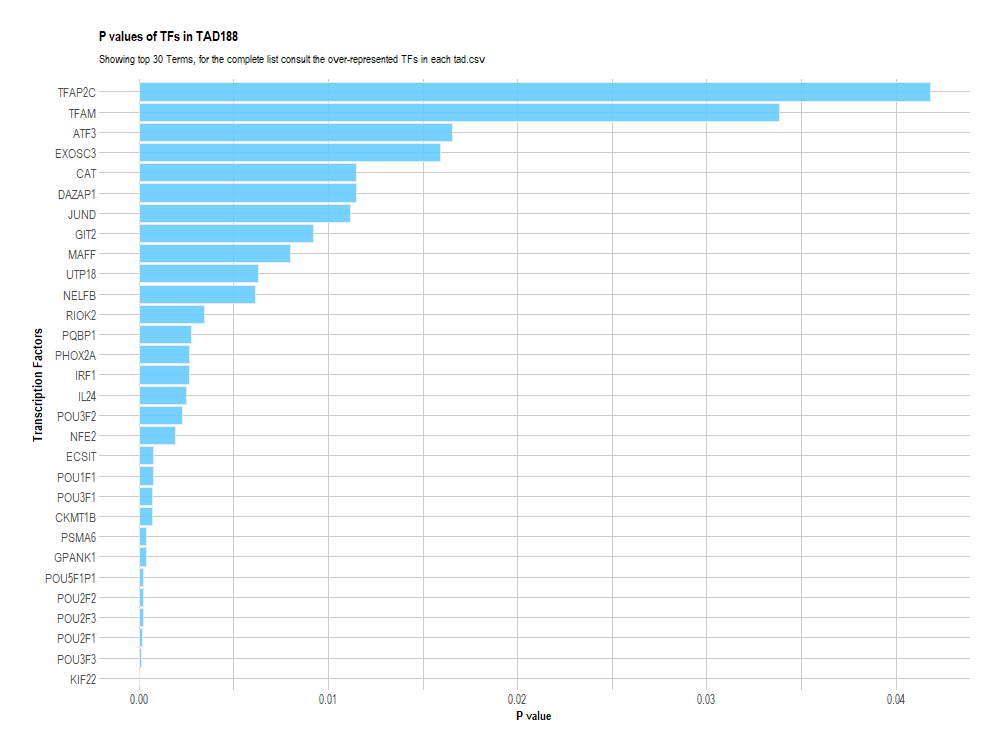 P values of TFs in TAD188
Showing top 30 Terms, for the complete list consult the over-represented TFs in each tad.csv
Transcription Factors
TFAP2C
TFAM
ATF3
EXOSC3
CAT
DAZAP1
JUND
GIT2
MAFF
UTP18
NELFB
RIOK2
PQBP1
PHOX2A
IRF1
IL24
POU3F2
NFE2
ECSIT
POU1F1
POU3F1
CKMT1B
PSMA6
GPANK1
POU5F1P1
POU2F2
POU2F3
POU2F1
POU3F3
KIF22
0.00 0.01 0.02 0.03 0.04
P value